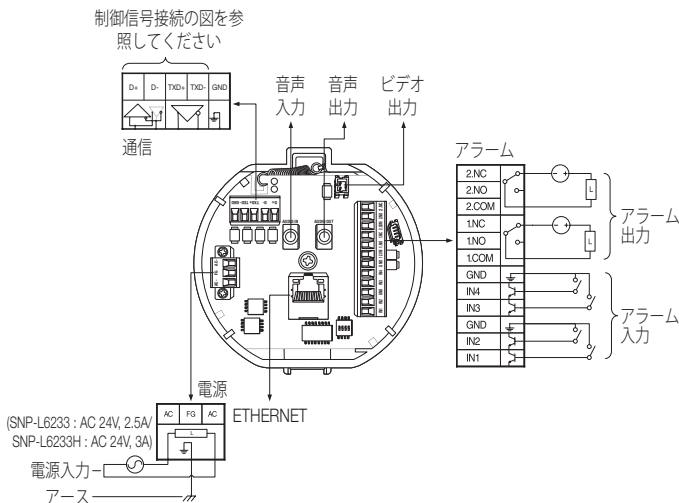 制御信号接続の図を参
照してください
D+ D- TXD+ TXD- GND
通信
音声
入力
音声
出力
ビデオ
出力
アラーム
2.NC
2.NO
2.COM
1.NC
1.NO
1.COM
GND
IN4
IN3
GND
IN2
IN1
L
L
アラーム
出力
アラーム
入力
AUDIO IN
AUDIO OUT
電源
AC FG AC
L
ETHERNET
(SNP-L6233 : AC 24V, 2.5A/
SNP-L6233H : AC 24V, 3A)
電源入力
アース